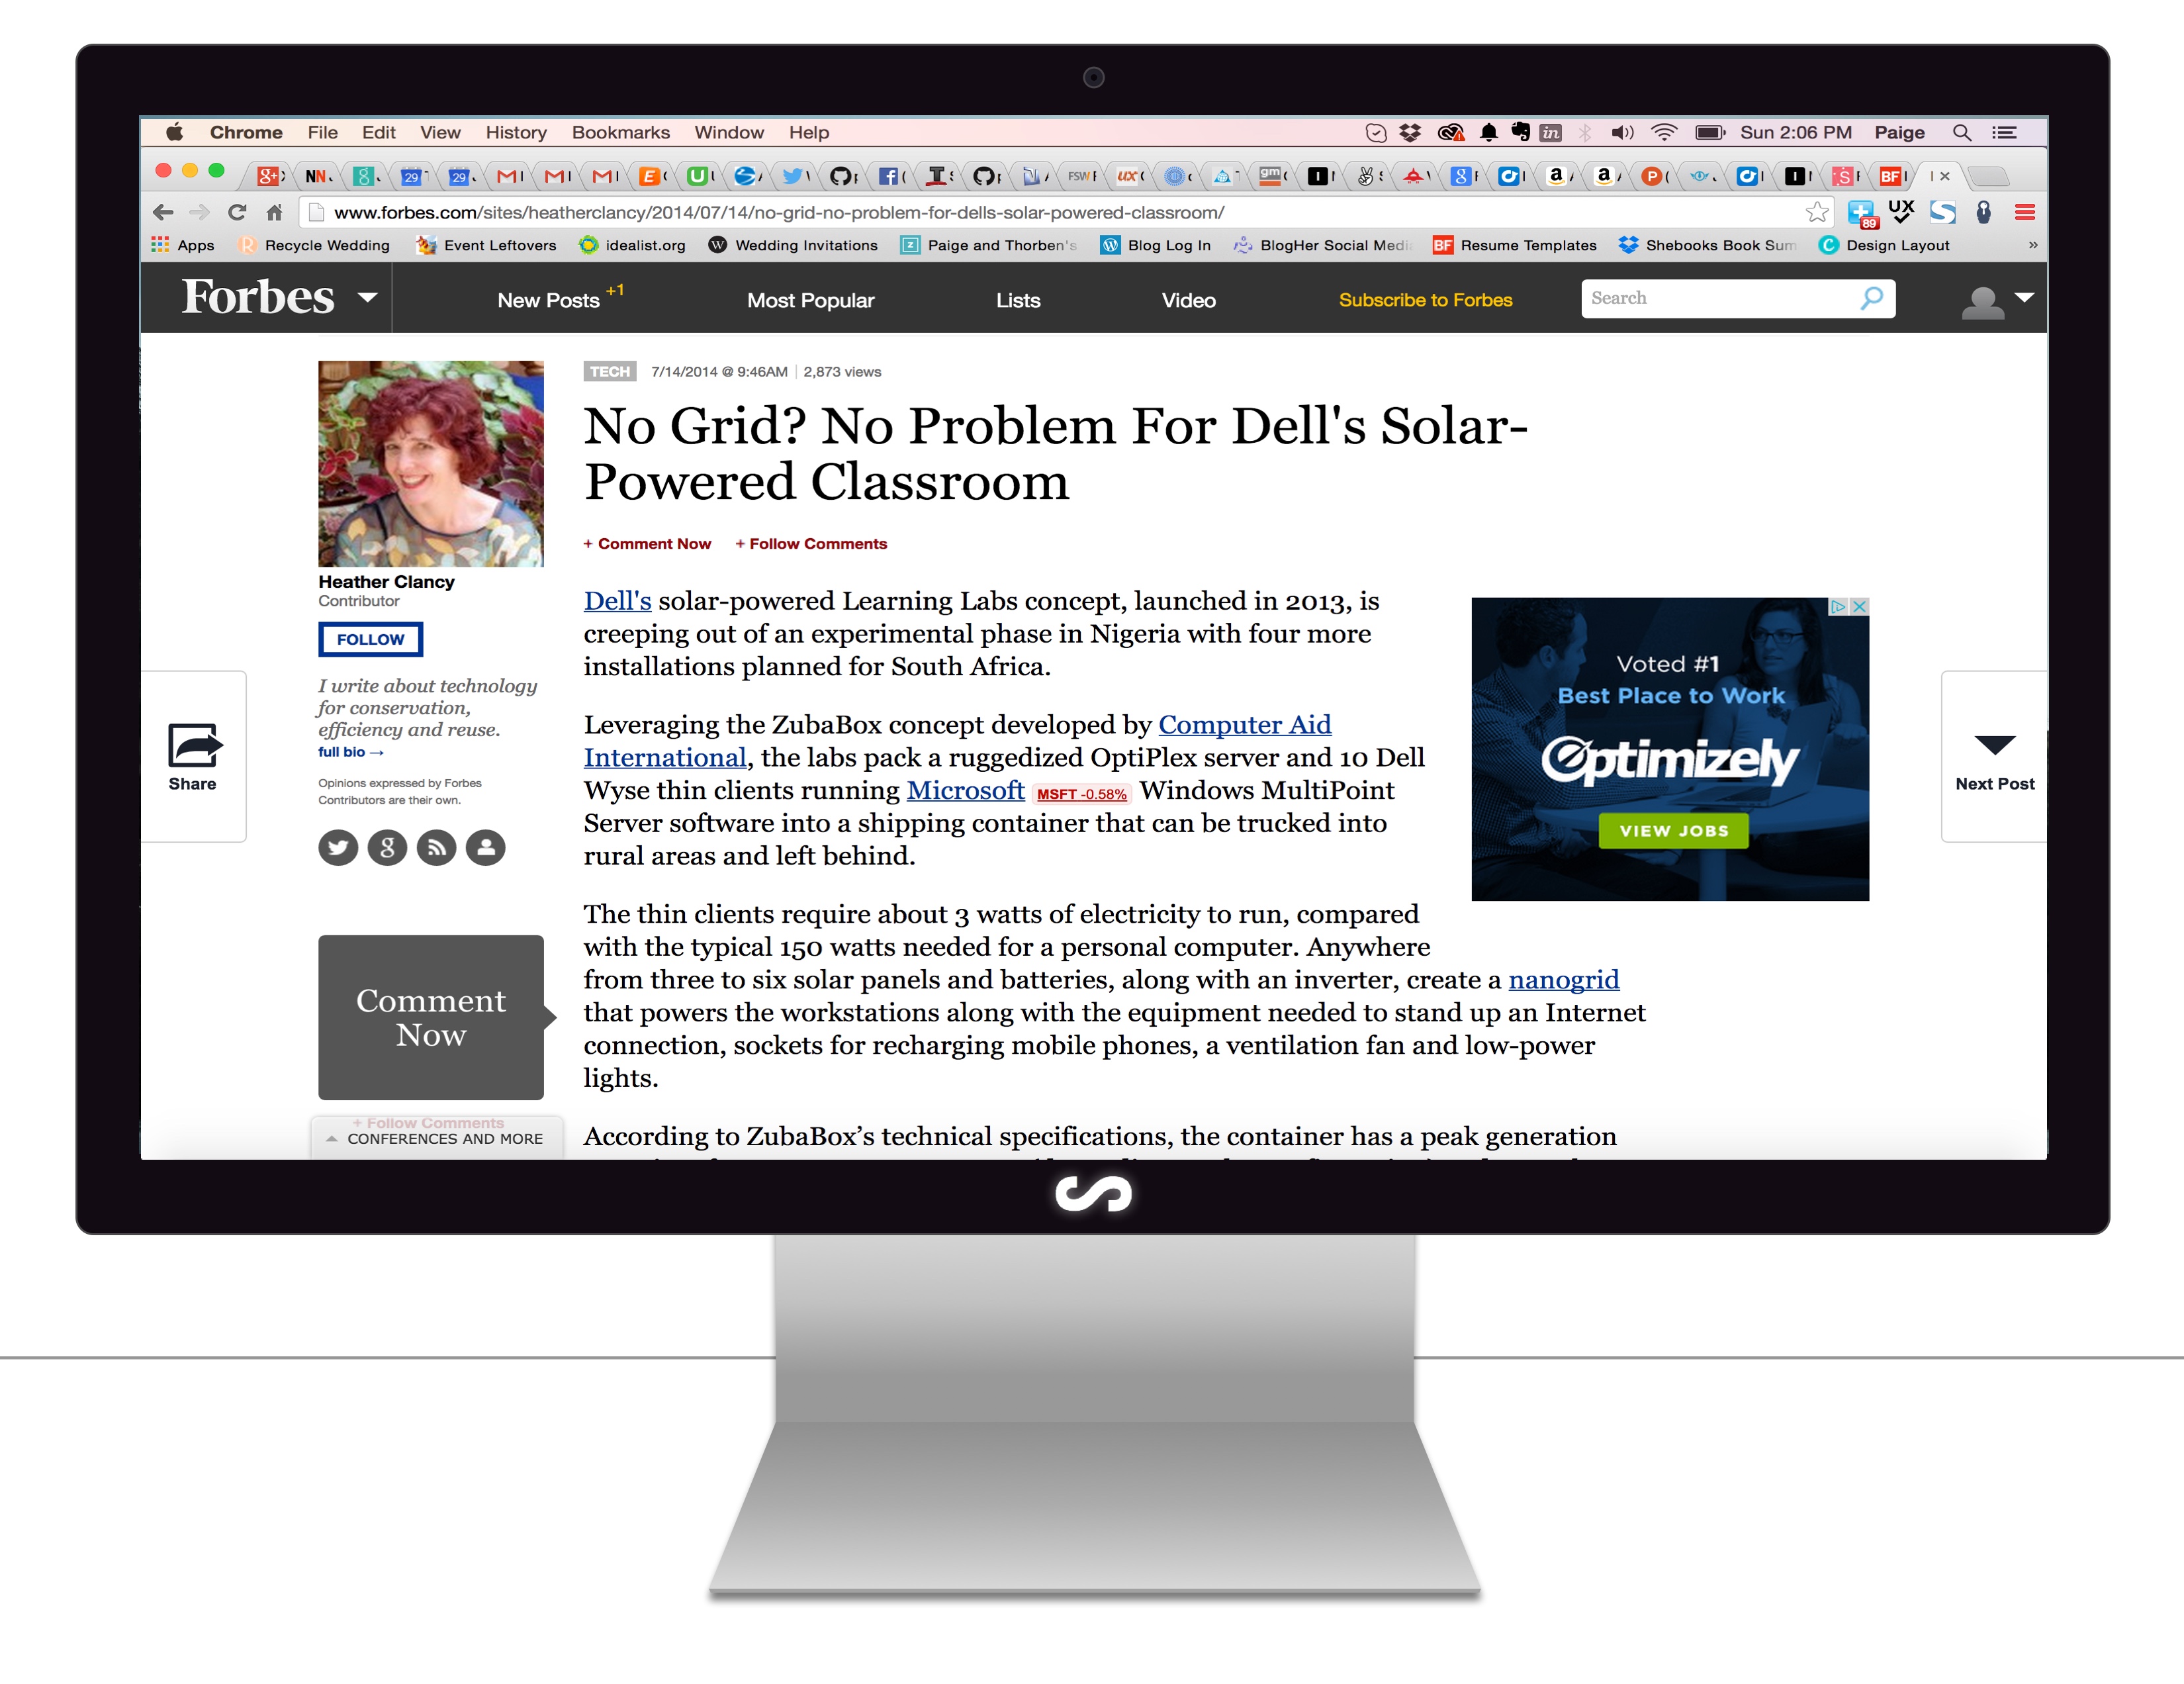 Chrome File Edit View History Bookmarks Window Help Sun 2:06 PM Paige
www.forbes.com/sites/heatherclancy/2014/07/14/no-grid-no-problem-for-dells-solar-powered-classroom/
89 UX
Apps Recycle Wedding Event Leftovers idealist.org Wedding Invitations Paige and Thorben's Blog Log In BlogHer Social Medi BF Resume Templates Shebooks Book Sum Design Layout »
Forbes New Posts +1 Most Popular Lists Video Subscribe to Forbes Search
TECH 7/14/2014 @ 9:46AM | 2,873 views
No Grid? No Problem For Dell's Solar-
Powered Classroom
+ Comment Now + Follow Comments
Heather Clancy
Contributor
FOLLOW
I write about technology
for conservation,
efficiency and reuse.
full bio →
Opinions expressed by Forbes
Contributors are their own.
Share
Comment
Now
+ Follow Comments
CONFERENCES AND MORE
Dell's solar-powered Learning Labs concept, launched in 2013, is
creeping out of an experimental phase in Nigeria with four more
installations planned for South Africa.
Leveraging the ZubaBox concept developed by Computer Aid
International, the labs pack a ruggedized OptiPlex server and 10 Dell
Wyse thin clients running Microsoft MSFT -0.58% Windows MultiPoint
Server software into a shipping container that can be trucked into
rural areas and left behind.
The thin clients require about 3 watts of electricity to run, compared
with the typical 150 watts needed for a personal computer. Anywhere
from three to six solar panels and batteries, along with an inverter, create a nanogrid
that powers the workstations along with the equipment needed to stand up an Internet
connection, sockets for recharging mobile phones, a ventilation fan and low-power
lights.
According to ZubaBox’s technical specifications, the container has a peak generation
Voted #1
Best Place to Work
Optimizely
VIEW JOBS
Next Post